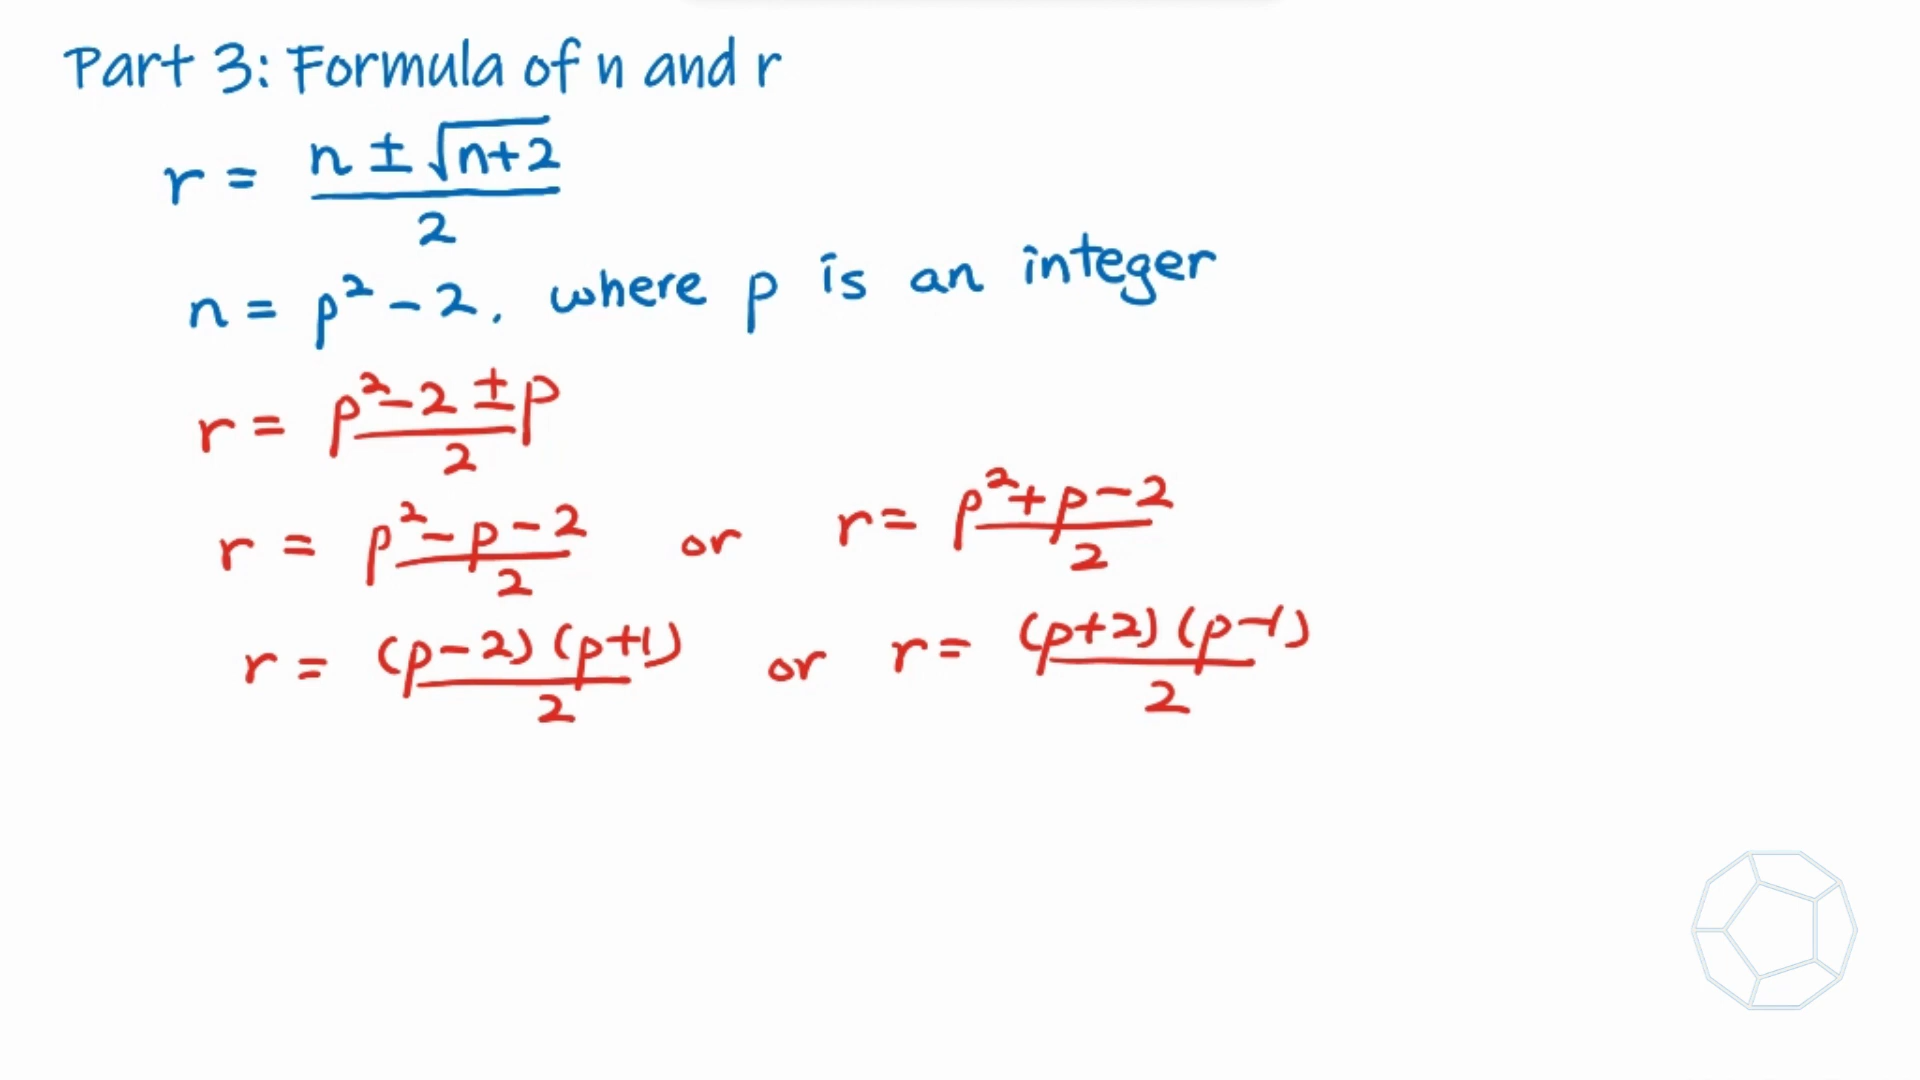 Part 3: Formula of n and r
r = (n ± √(n+2))/2
n = p² - 2, where p is an integer
r = (p² - 2 ± p)/2
r = (p² - p - 2)/2 or r = (p² + p - 2)/2
r = ((p-2)(p+1))/2 or r = ((p+2)(p-1))/2